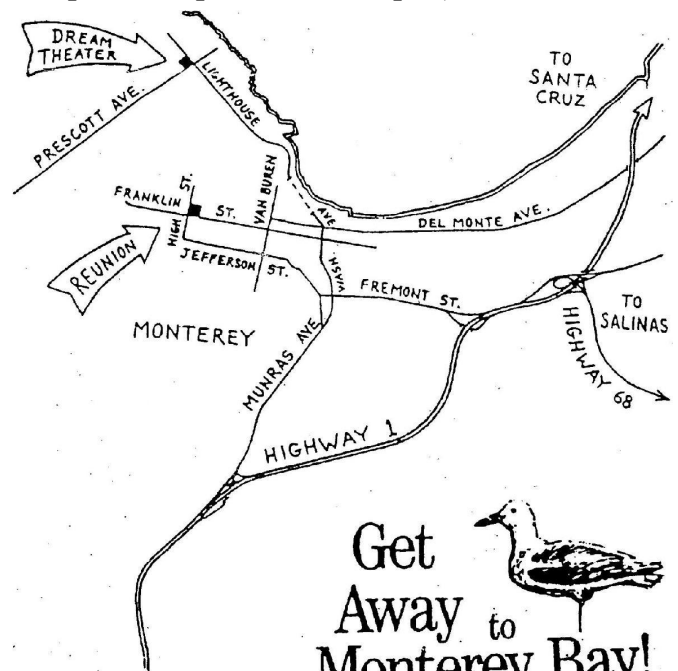 DREAM
THEATER
LIGHTHOUSE
AVE
PRESCOTT AVE.
TO
SANTA
CRUZ
FRANKLIN ST.
HIGH ST.
VAN BUREN
DEL MONTE AVE.
JEFFERSON ST.
WASH.
REUNION
FREMONT ST.
TO
SALINAS
MONTEREY
MUNRAS AVE
HIGHWAY 68
HIGHWAY 1
Get
Away to
Monterey Bay!